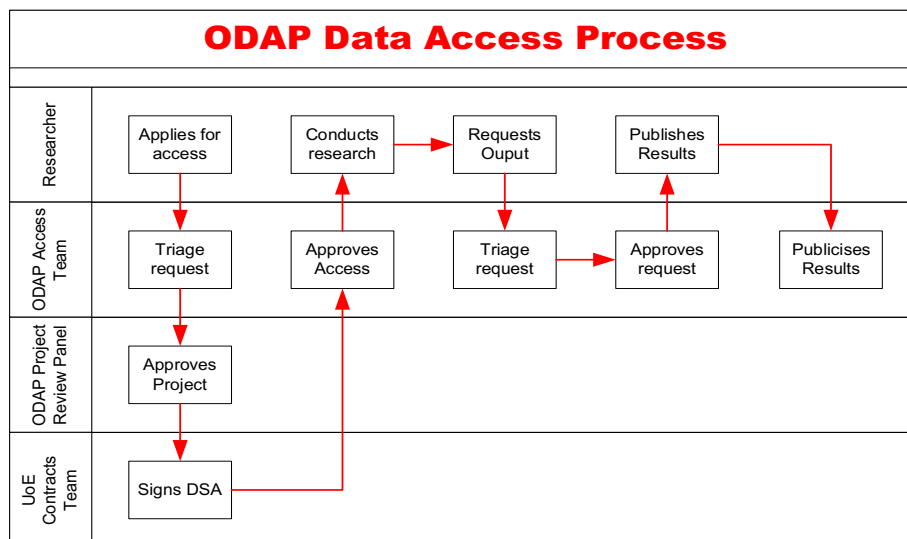 ODAP Data Access Process
Researcher
Applies for
access
Conducts
research
Requests
Ouput
Publishes
Results
ODAP Access
Team
Triage
request
Approves
Access
Triage
request
Approves
request
Publicises
Results
ODAP Project
Review Panel
Approves
Project
UoE
Contracts
Team
Signs DSA